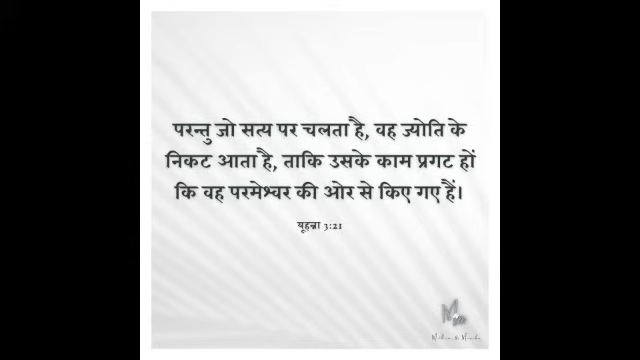 परन्तु जो सत्य पर चलता है, वह ज्योति के
निकट आता है, ताकि उसके काम प्रगट हों
कि वह परमेश्वर की ओर से किए गए हैं।
यूहन्ना 3:21